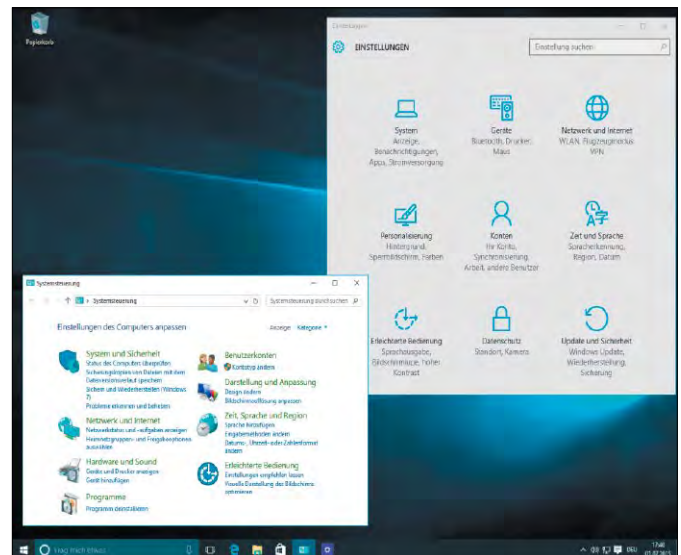 Papierkorb
Einstellungen
EINSTELLUNGEN
Einstellung suchen
System
Anzeige,
Benachrichtigungen,
Apps, Stromversorgung
Geräte
Bluetooth, Drucker,
Maus
Netzwerk und Internet
WLAN, Flugzeugmodus
VPN
Personalisierung
Hintergrund,
Sperrbildschirm, Farben
Konten
Ihr Konto,
Synchronisierung,
Arbeit, andere Benutzer
Zeit und Sprache
Spracherkennung,
Region, Datum
Erleichterte Bedienung
Sprachausgabe,
Bildschirmlupe, hoher
Kontrast
Datenschutz
Standort, Kamera
Update und Sicherheit
Windows Update,
Wiederherstellung,
Sicherung
Systemsteuerung
Systemsteuerung
Systemsteuerung durchsuchen
Einstellungen des Computers anpassen
Anzeige: Kategorie
System und Sicherheit
Status des Computers überprüfen
Sicherungskopien von Dateien mit dem
Dateiversionsverlauf speichern
Sichern und Wiederherstellen (Windows
7)
Probleme erkennen und beheben
Netzwerk und Internet
Netzwerkstatus und -aufgaben anzeigen
Heimnetzgruppen- und Freigabeoptionen
auswählen
Hardware und Sound
Geräte und Drucker anzeigen
Gerät hinzufügen
Programme
Programm deinstallieren
Benutzerkonten
Kontotyp ändern
Darstellung und Anpassung
Design ändern
Bildschirmauflösung anpassen
Zeit, Sprache und Region
Sprache hinzufügen
Eingabemethoden ändern
Datums-, Uhrzeit- oder Zahlenformat
ändern
Erleichterte Bedienung
Einstellungen empfehlen lassen
Visuelle Darstellung des Bildschirms
optimieren
Frag mich etwas
DEU
17:48